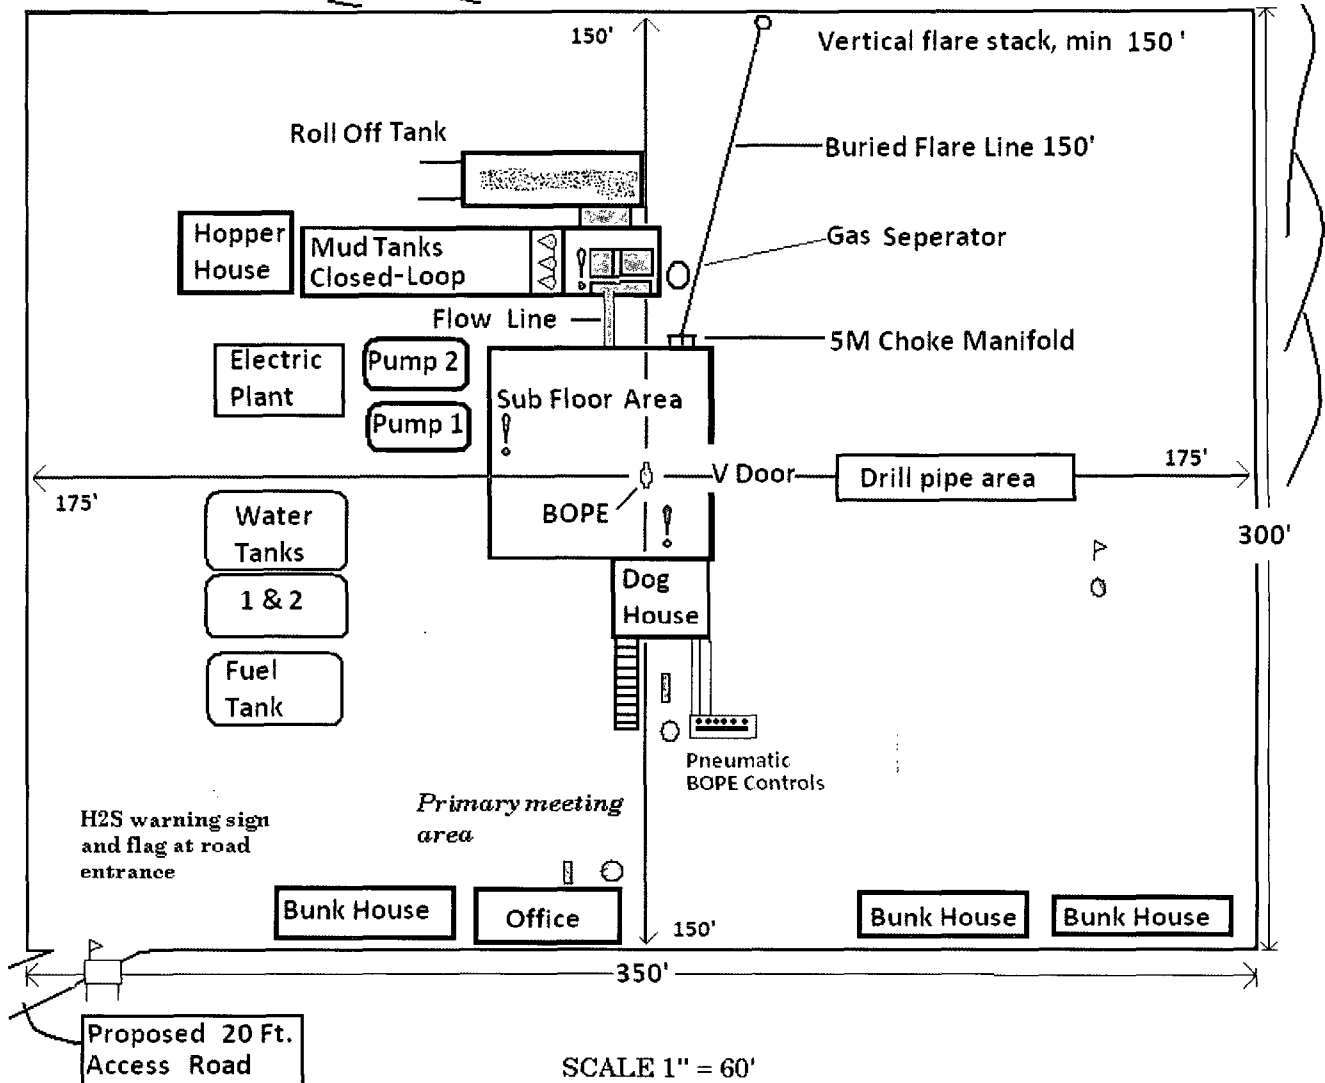 150'
Vertical flare stack, min 150 '
Roll Off Tank
Buried Flare Line 150'
Hopper
House
Mud Tanks
Closed-Loop
Gas Seperator
Flow Line
5M Choke Manifold
Electric
Plant
Pump 2
Pump 1
Sub Floor Area
V Door
Drill pipe area
175'
175'
BOPE
Water
Tanks
1 & 2
300'
Dog
House
Fuel
Tank
Pneumatic
BOPE Controls
Primary meeting
area
H2S warning sign
and flag at road
entrance
Bunk House
Office
150'
Bunk House
Bunk House
350'
Proposed 20 Ft.
Access Road
SCALE 1" = 60'